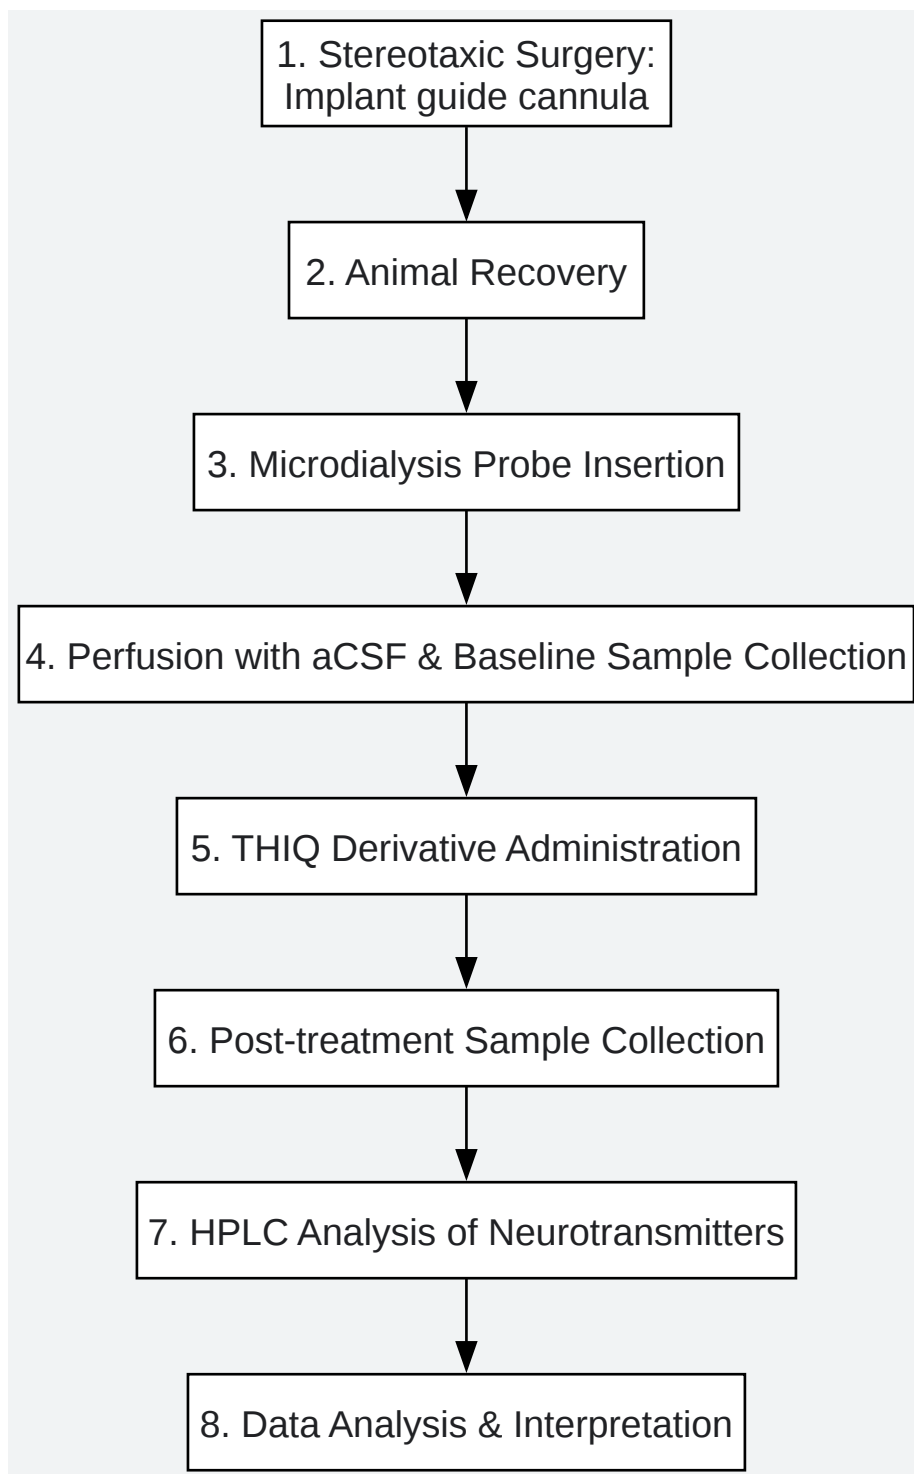 1. Stereotaxic Surgery:
Implant guide cannula
2. Animal Recovery
3. Microdialysis Probe Insertion
4. Perfusion with aCSF & Baseline Sample Collection
5. THIQ Derivative Administration
6. Post-treatment Sample Collection
7. HPLC Analysis of Neurotransmitters
8. Data Analysis & Interpretation